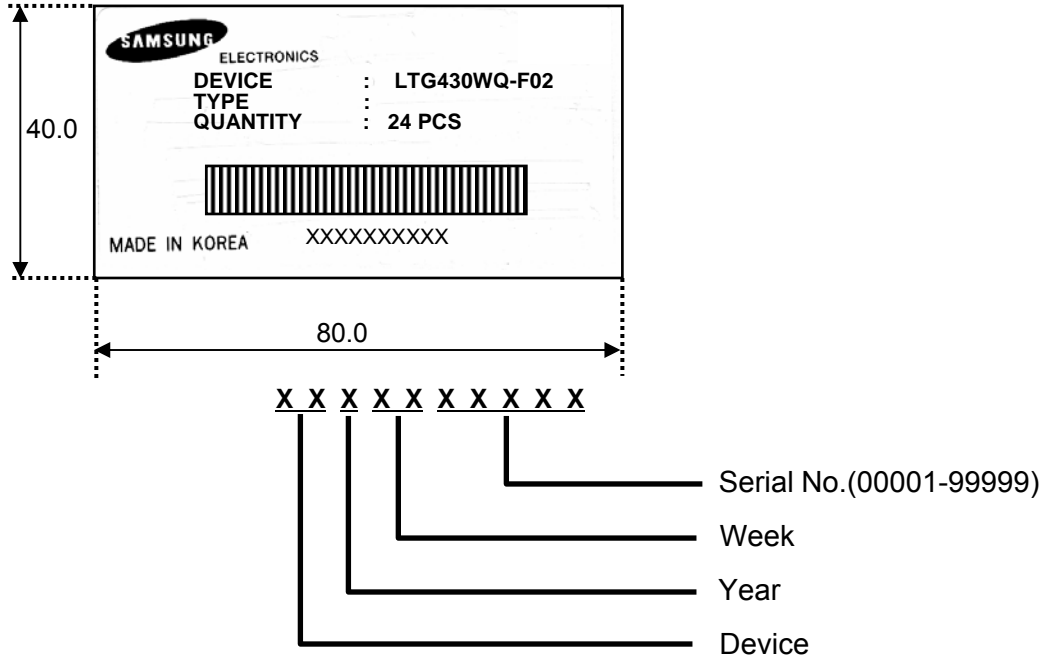 SAMSUNG
ELECTRONICS
DEVICE : LTG430WQ-F02
TYPE :
QUANTITY : 24 PCS
40.0
MADE IN KOREA XXXXXXXXXX
80.0
X X X X X X X X X X
Serial No.(00001-99999)
Week
Year
Device